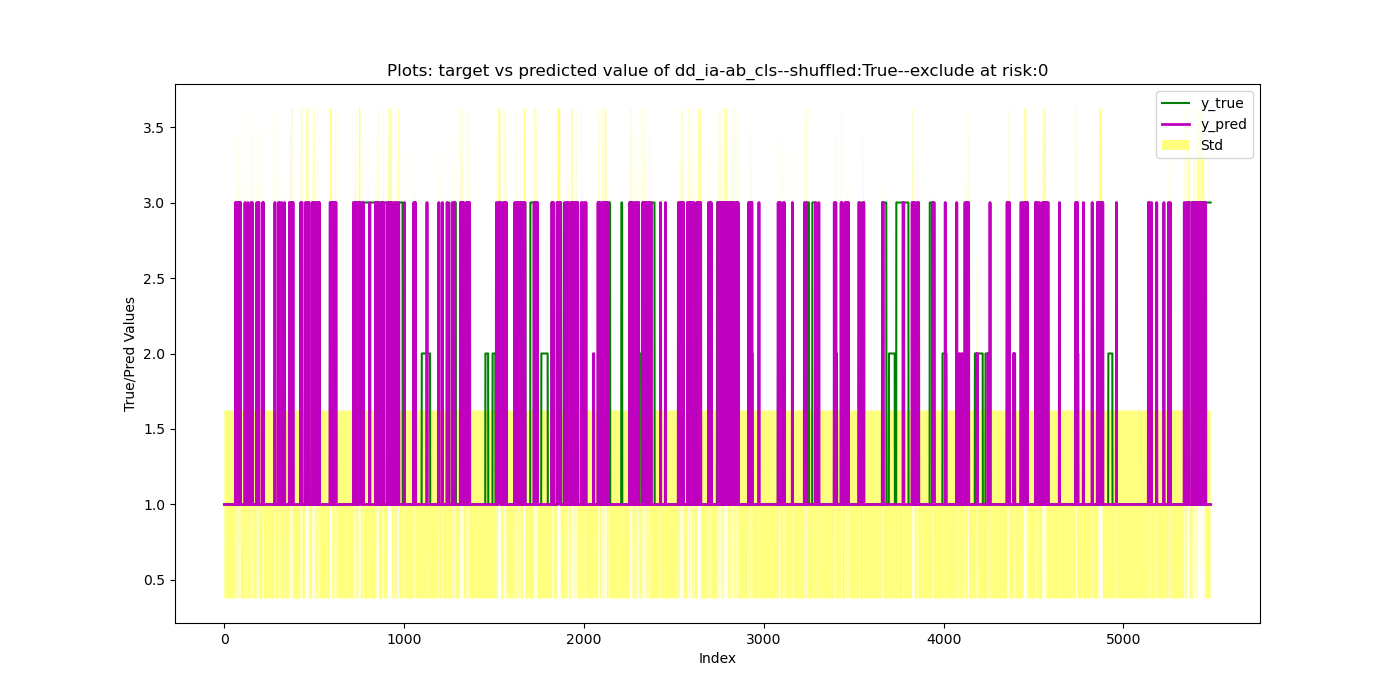 Plots: target vs predicted value of dd_ia-ab_cls--shuffled:True--exclude at risk:0
y_true
y_pred
Std
3.5
3.0
2.5
2.0
1.5
1.0
0.5
True/Pred Values
0 1000 2000 3000 4000 5000
Index